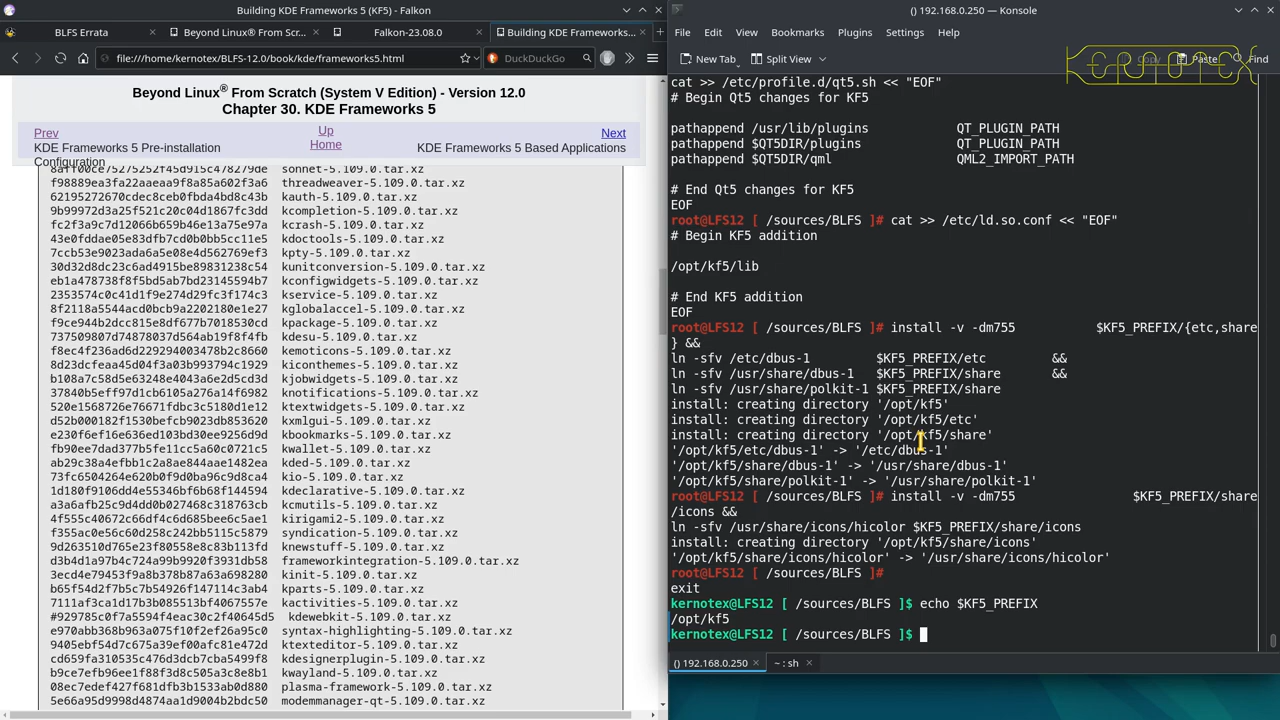 Building KDE Frameworks 5 (KF5) - Falkon
BLFS Errata
Beyond Linux® From Scratch (Sy...
Falkon-23.08.0
Building KDE Frameworks...
file:///home/kernotex/BLFS-12.0/book/kde/frameworks5.html
DuckDuckGo
Beyond Linux® From Scratch (System V Edition) - Version 12.0
Chapter 30. KDE Frameworks 5
Prev
Up
Next
KDE Frameworks 5 Pre-installation
Home
KDE Frameworks 5 Based Applications
Configuration
8aff00ce75275252f45d915c478279de sonnet-5.109.0.tar.xz
f98889ea3fa22aaeaa9f8a85a602f3a6 threadweaver-5.109.0.tar.xz
62195272670cdec8ceb0fbda4bd8c43b kauth-5.109.0.tar.xz
9b99972d3a25f521c20c04d1867fc3dd kcompletion-5.109.0.tar.xz
fc2f3a9c7d12066b659b46e13a75e97a kcrash-5.109.0.tar.xz
43e0fddae05e83dfb7cd0b0bb5cc11e5 kdoctools-5.109.0.tar.xz
7ccb53e9023ada6a5e08e4d562769ef3 kpty-5.109.0.tar.xz
30d32d8dc23c6ad4915be89831238c54 kunitconversion-5.109.0.tar.xz
eb1a478738f8f5bd5ab7bd23145594b7 kconfigwidgets-5.109.0.tar.xz
2353574c0c41d1f9e274d29fc3f174c3 kservice-5.109.0.tar.xz
8f2118a5544acd0bcb9a2202180e1e27 kglobalaccel-5.109.0.tar.xz
f9ce944b2dcc815e8df677b7018530cd kpackage-5.109.0.tar.xz
737509807d74878037d564ab19f8f4fb kdesu-5.109.0.tar.xz
f8ec4f236ad6d229294003478b2c8660 kemoticons-5.109.0.tar.xz
8d23dcfeaa45d04f3a03b993794c1929 kiconthemes-5.109.0.tar.xz
b108a7c58d5e63248e4043a6e2d5cd3d kjobwidgets-5.109.0.tar.xz
37840b5eff97d1cb6105a276a14f6982 knotifications-5.109.0.tar.xz
520e1568726e76671fdbc3c5180d1e12 ktextwidgets-5.109.0.tar.xz
d52b000182f1530befcb9023db853620 kxmlgui-5.109.0.tar.xz
e230f6ef16e636ed103bd30ee9256d9d kbookmarks-5.109.0.tar.xz
fb90ee7dad377b5fe11cc5a60c0721c5 kwallet-5.109.0.tar.xz
ab29c38a4efbb1c2a8ae844aae1482ea kded-5.109.0.tar.xz
73fc6504264e620b0f9d0ba96c9d8ca4 kio-5.109.0.tar.xz
1d180f9106dd4e55346bf6b68f144594 kdeclarative-5.109.0.tar.xz
a3a6afb25c9d4dd0b027468c318763cb kcmutils-5.109.0.tar.xz
4f555c40672c66df4c6d685bee6c5ae1 kirigami2-5.109.0.tar.xz
f355ac0e56c60d258c242bb5115c5879 syndication-5.109.0.tar.xz
9d263510d765e23f80558e8c83b113fd knewstuff-5.109.0.tar.xz
d3b4d1a97b4c724a99b9920f3931db58 frameworkintegration-5.109.0.tar.xz
3ecd4e79453f9a8b378b87a63a698280 kinit-5.109.0.tar.xz
b65f54d2f7b5c7b54926f147114c3ab4 kparts-5.109.0.tar.xz
7111af3ca1d17b3b085513bf4067557e kactivities-5.109.0.tar.xz
#929785c0f7a5594f4eac30c2f40645d5 kdewebkit-5.109.0.tar.xz
e970abb368b963a075f10f2ef26a95c0 syntax-highlighting-5.109.0.tar.xz
9405ebf54d7c675a39ef00afc81e472d ktexteditor-5.109.0.tar.xz
cd659fa310535c476d3dcb7cba5499f8 kdesignerplugin-5.109.0.tar.xz
b9ce7efb96ee1f88f3d8c505a3c8e8b1 kwayland-5.109.0.tar.xz
08ec7edef427f681dfb3b1533ab0d880 plasma-framework-5.109.0.tar.xz
5e66a95d9998d4874aa1d9004b2bdc50 modemmanager-qt-5.109.0.tar.xz
() 192.168.0.250 — Konsole
File Edit View Bookmarks Plugins Settings Help
New Tab Split View Copy Paste Find
KERNOTEX
cat >> /etc/profile.d/qt5.sh << "EOF"
# Begin Qt5 changes for KF5
pathappend /usr/lib/plugins QT_PLUGIN_PATH
pathappend $QT5DIR/plugins QT_PLUGIN_PATH
pathappend $QT5DIR/qml QML2_IMPORT_PATH
# End Qt5 changes for KF5
EOF
root@LFS12 [ /sources/BLFS ]# cat >> /etc/ld.so.conf << "EOF"
# Begin KF5 addition
/opt/kf5/lib
# End KF5 addition
EOF
root@LFS12 [ /sources/BLFS ]# install -v -dm755 $KF5_PREFIX/{etc,share
} &&
ln -sfv /etc/dbus-1 $KF5_PREFIX/etc &&
ln -sfv /usr/share/dbus-1 $KF5_PREFIX/share &&
ln -sfv /usr/share/polkit-1 $KF5_PREFIX/share
install: creating directory '/opt/kf5'
install: creating directory '/opt/kf5/etc'
install: creating directory '/opt/kf5/share'
'/opt/kf5/etc/dbus-1' -> '/etc/dbus-1'
'/opt/kf5/share/dbus-1' -> '/usr/share/dbus-1'
'/opt/kf5/share/polkit-1' -> '/usr/share/polkit-1'
root@LFS12 [ /sources/BLFS ]# install -v -dm755 $KF5_PREFIX/share
/icons &&
ln -sfv /usr/share/icons/hicolor $KF5_PREFIX/share/icons
install: creating directory '/opt/kf5/share/icons'
'/opt/kf5/share/icons/hicolor' -> '/usr/share/icons/hicolor'
root@LFS12 [ /sources/BLFS ]#
exit
kernotex@LFS12 [ /sources/BLFS ]$ echo $KF5_PREFIX
/opt/kf5
kernotex@LFS12 [ /sources/BLFS ]$
() 192.168.0.250
~ : sh